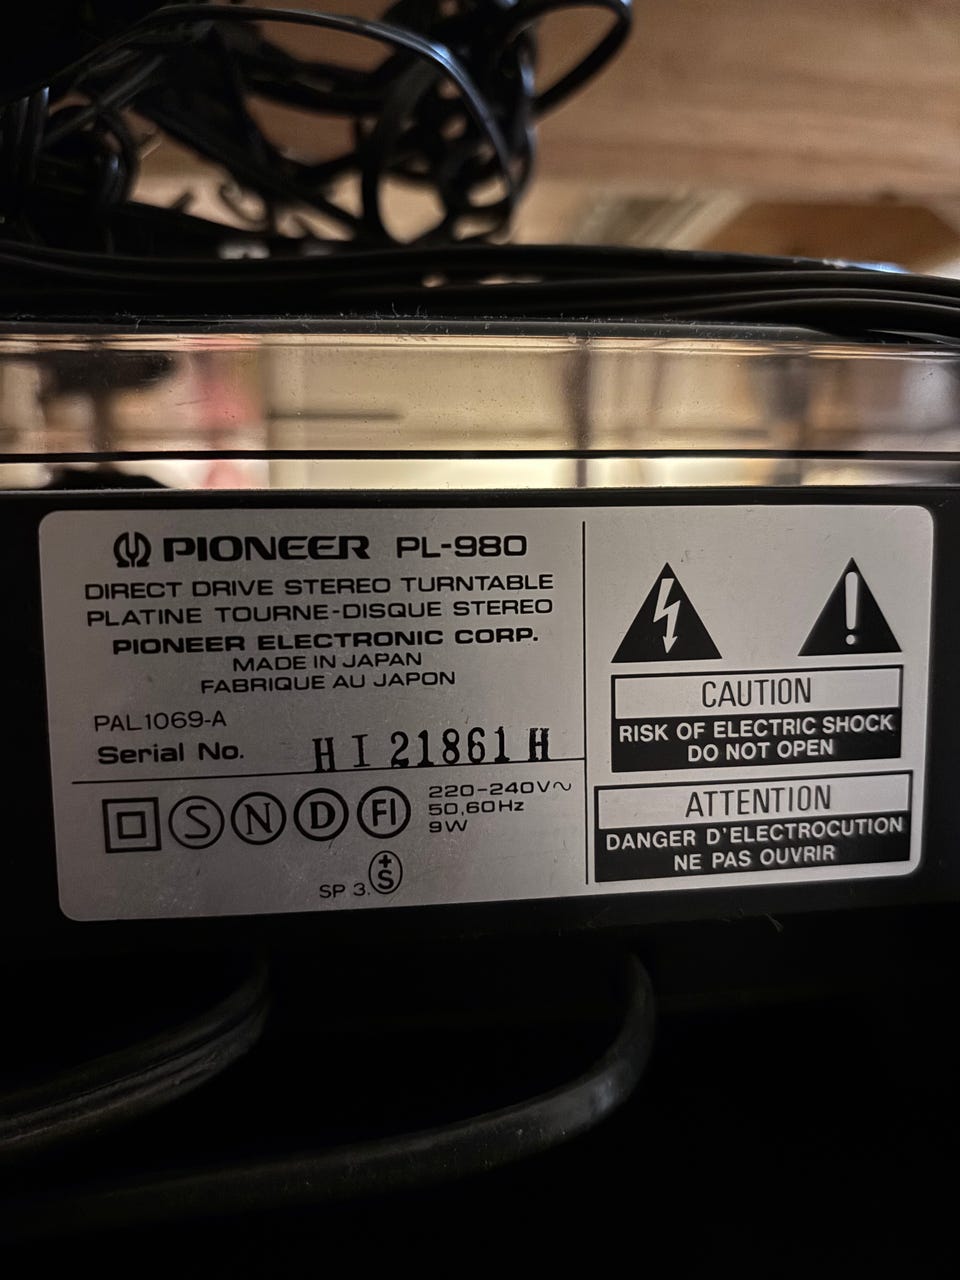 PIONEER PL-980
DIRECT DRIVE STEREO TURNTABLE
PLATINE TOURNE-DISQUE STEREO
PIONEER ELECTRONIC CORP.
MADE IN JAPAN
FABRIQUE AU JAPON
PAL1069-A
Serial No. HI21861H
S N D FI
220-240V~
50,60Hz
9W
SP 3. +S
CAUTION
RISK OF ELECTRIC SHOCK
DO NOT OPEN
ATTENTION
DANGER D'ELECTROCUTION
NE PAS OUVRIR